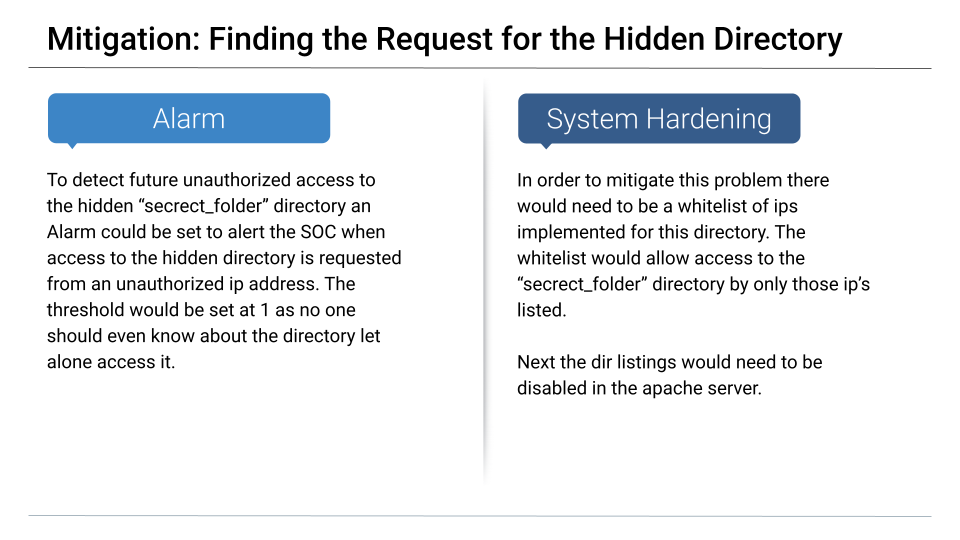 Mitigation: Finding the Request for the Hidden Directory
Alarm
To detect future unauthorized access to
the hidden “secrect_folder” directory an
Alarm could be set to alert the SOC when
access to the hidden directory is requested
from an unauthorized ip address. The
threshold would be set at 1 as no one
should even know about the directory let
alone access it.
System Hardening
In order to mitigate this problem there
would need to be a whitelist of ips
implemented for this directory. The
whitelist would allow access to the
“secrect_folder” directory by only those ip’s
listed.
Next the dir listings would need to be
disabled in the apache server.